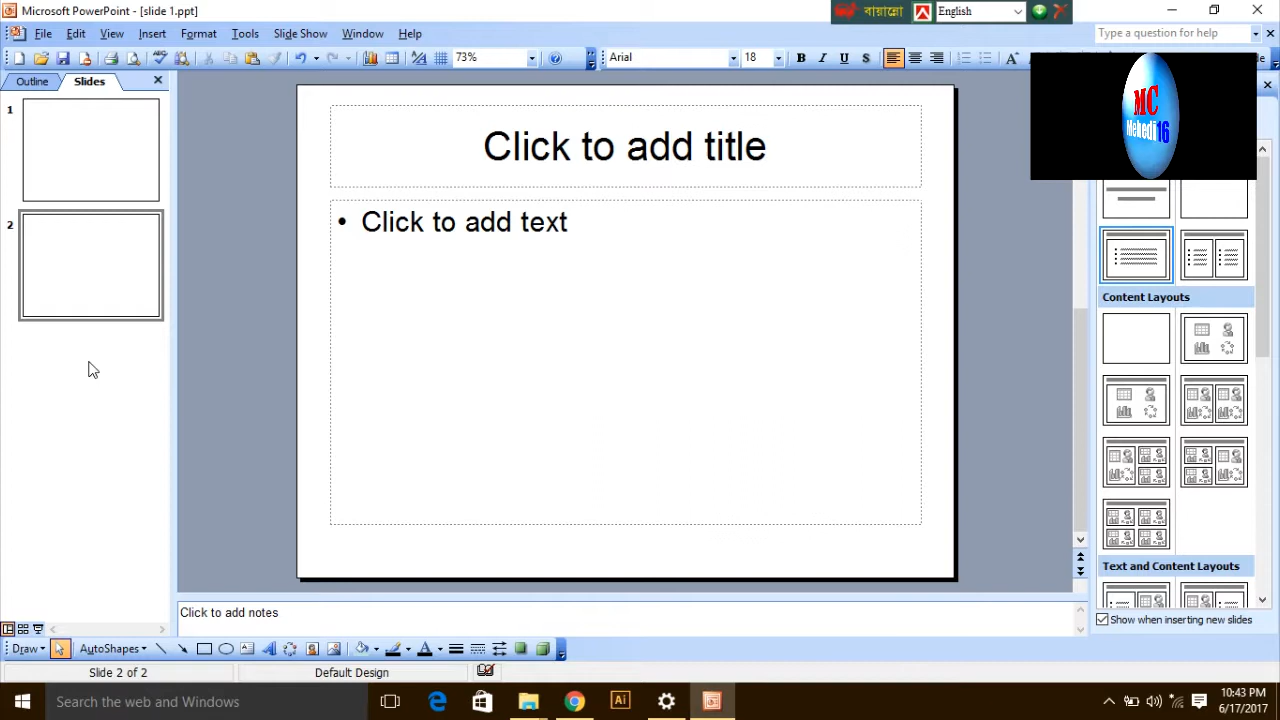 Microsoft PowerPoint - [slide 1.ppt]
বায়ান্নো
English
File Edit View Insert Format Tools Slide Show Window Help
Type a question for help
73%
Arial
18
B I U S
Outline
Slides
1
2
Click to add title
• Click to add text
MC
Mehedi16
Content Layouts
Text and Content Layouts
Show when inserting new slides
Click to add notes
Draw
AutoShapes
Slide 2 of 2
Default Design
Search the web and Windows
Ai
10:43 PM
6/17/2017